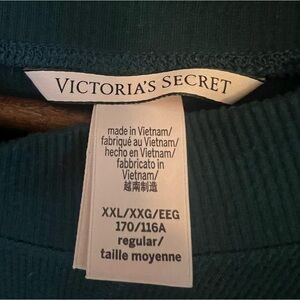 VICTORIA'S SECRET
made in Vietnam/
fabriqué au Vietnam/
hecho en Vietnam/
fabbricato in
Vietnam/
越南制造
XXL/XXG/EEG
170/116A
regular/
taille moyenne